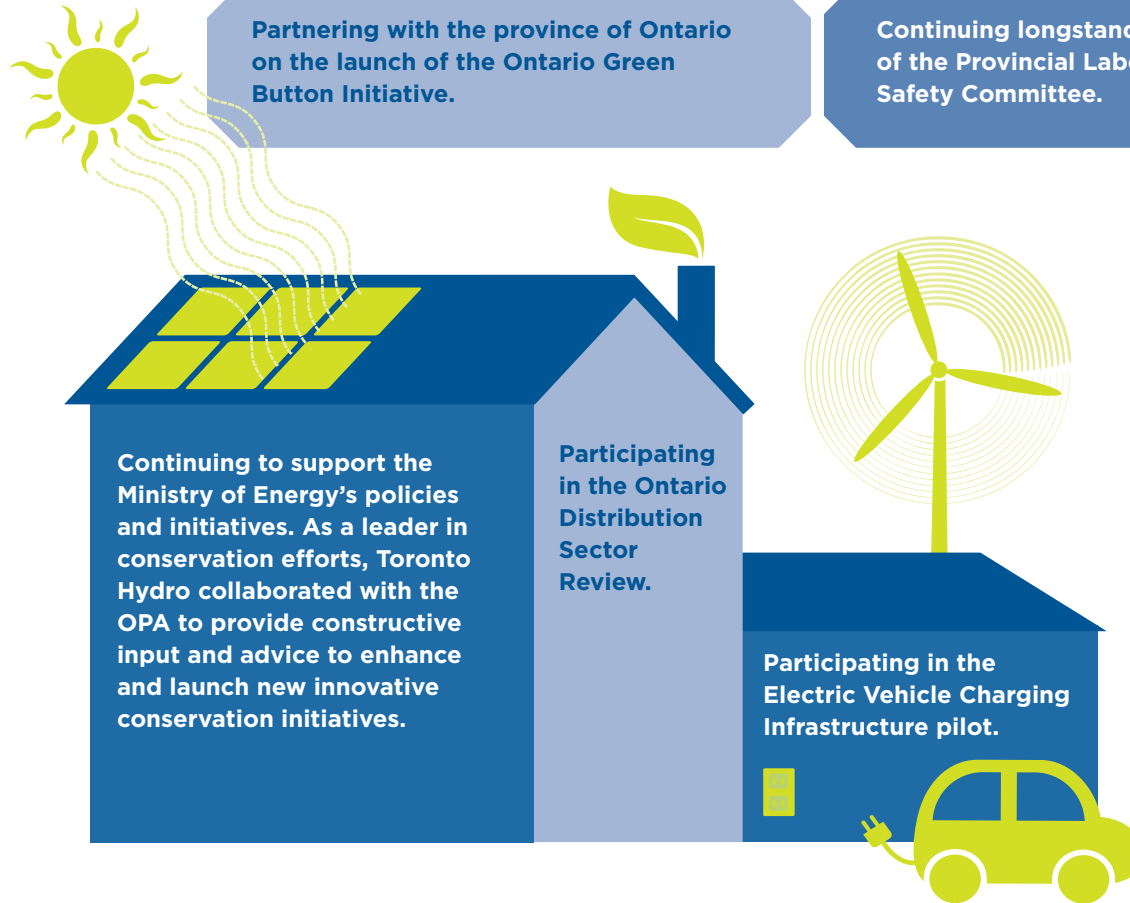 Partnering with the province of Ontario
on the launch of the Ontario Green
Button Initiative.
Continuing
of the Provincial
Safety Committee.
Continuing to support the
Ministry of Energy’s policies
and initiatives. As a leader in
conservation efforts, Toronto
Hydro collaborated with the
OPA to provide constructive
input and advice to enhance
and launch new innovative
conservation initiatives.
Participating
in the Ontario
Distribution
Sector
Review.
Participating in the
Electric Vehicle Charging
Infrastructure pilot.